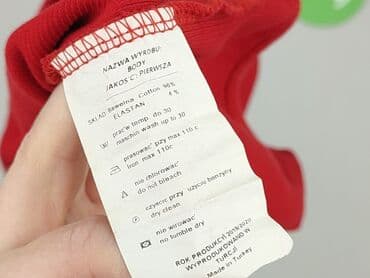 NAZWA WYROBU:
BODY
JAKOŚĆ: PIERWSZA
SKŁAD Bawełna. Cotton 96%
ELASTAN 4%
prać w temp. do 30
maschin wash up to 30
prasować przy max 110 c
iron max 110c
nie chlorować
do not bleach
czyścić przy użyciu benzyny
dry clean
nie wirować
no tumble dry
ROK PRODUKCJI 2019/2020
WYPRODUKOWANO W
TURCJI
Made in Turkey